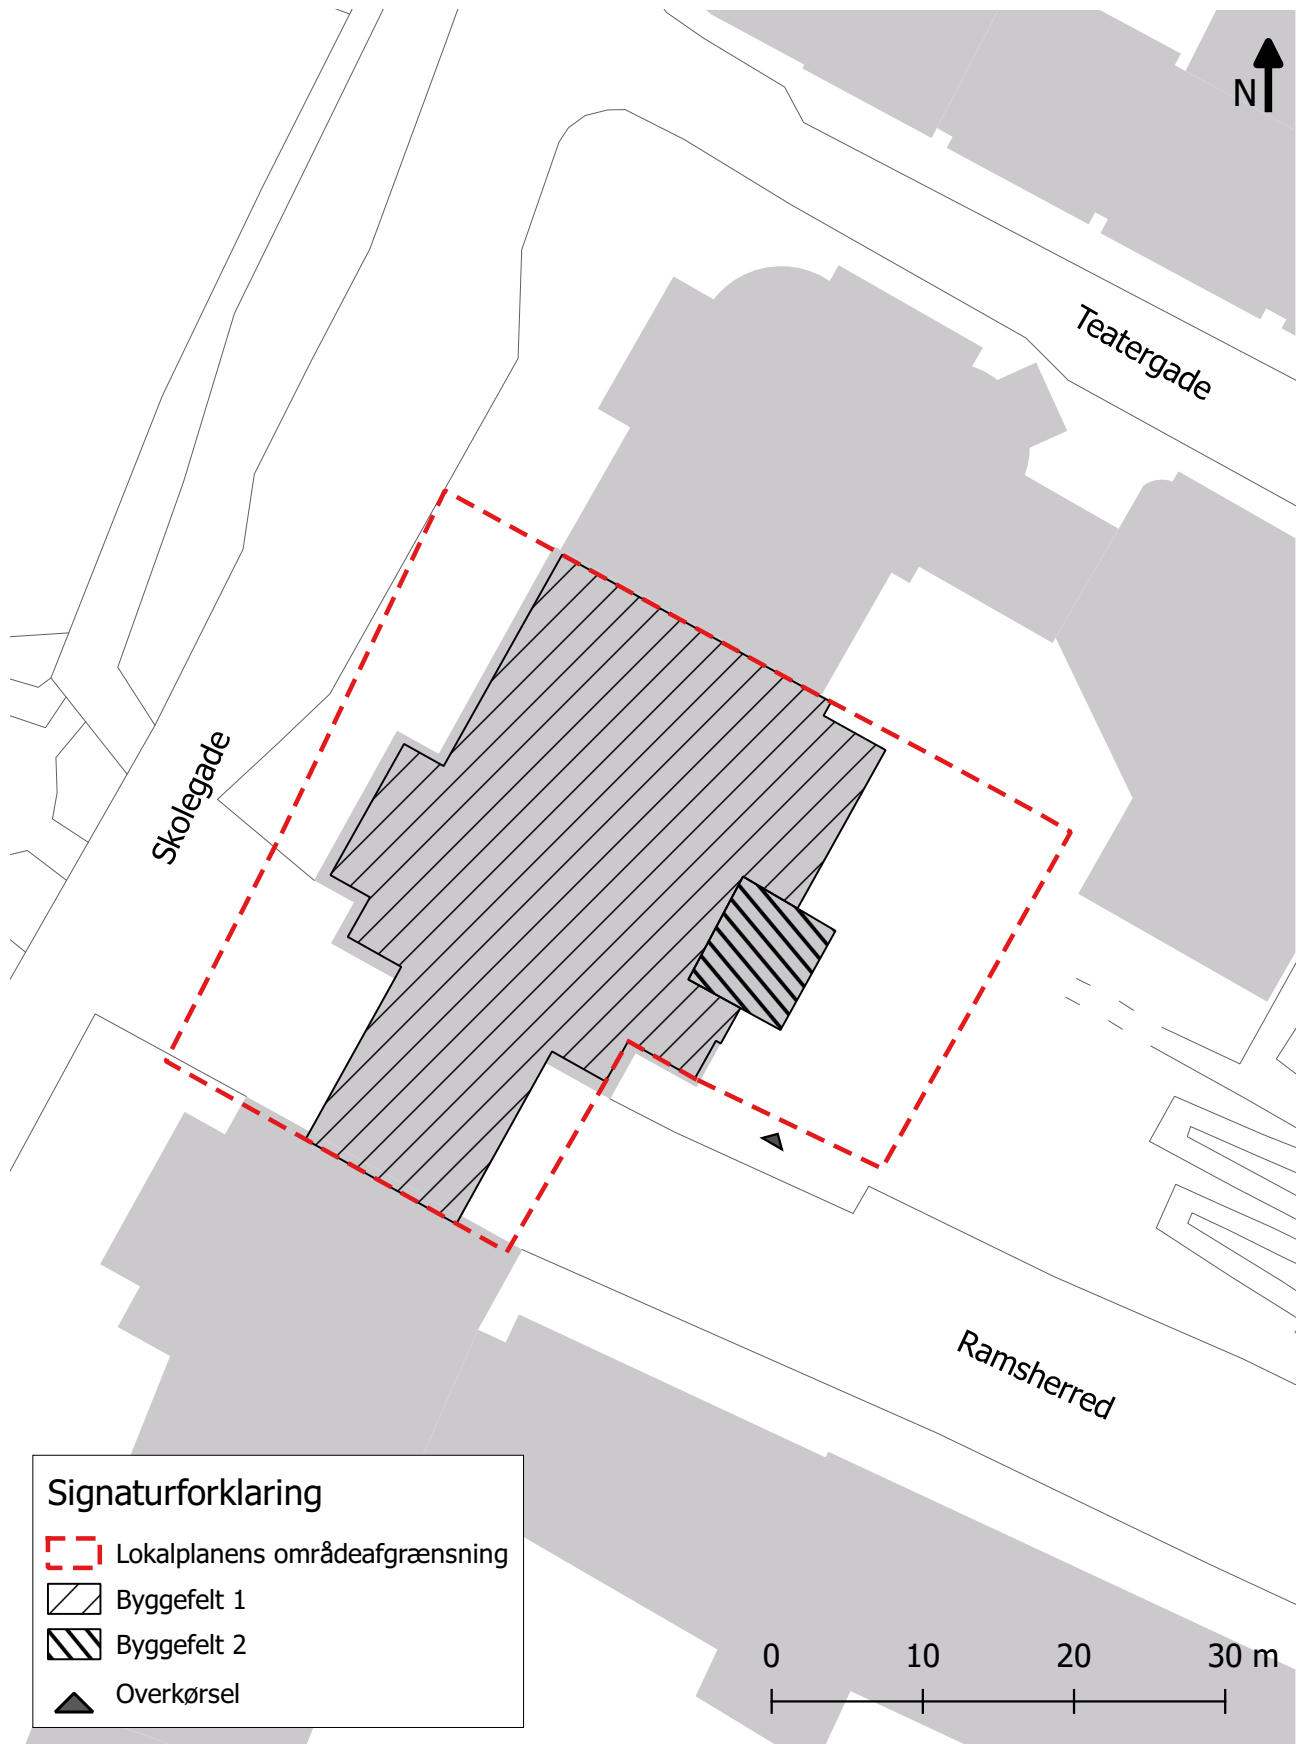 N
Teatergade
Skolegade
Ramsherred
Signaturforklaring
Lokalplanens områdeafgrænsning
Byggefelt 1
Byggefelt 2
Overkørsel
0 10 20 30 m